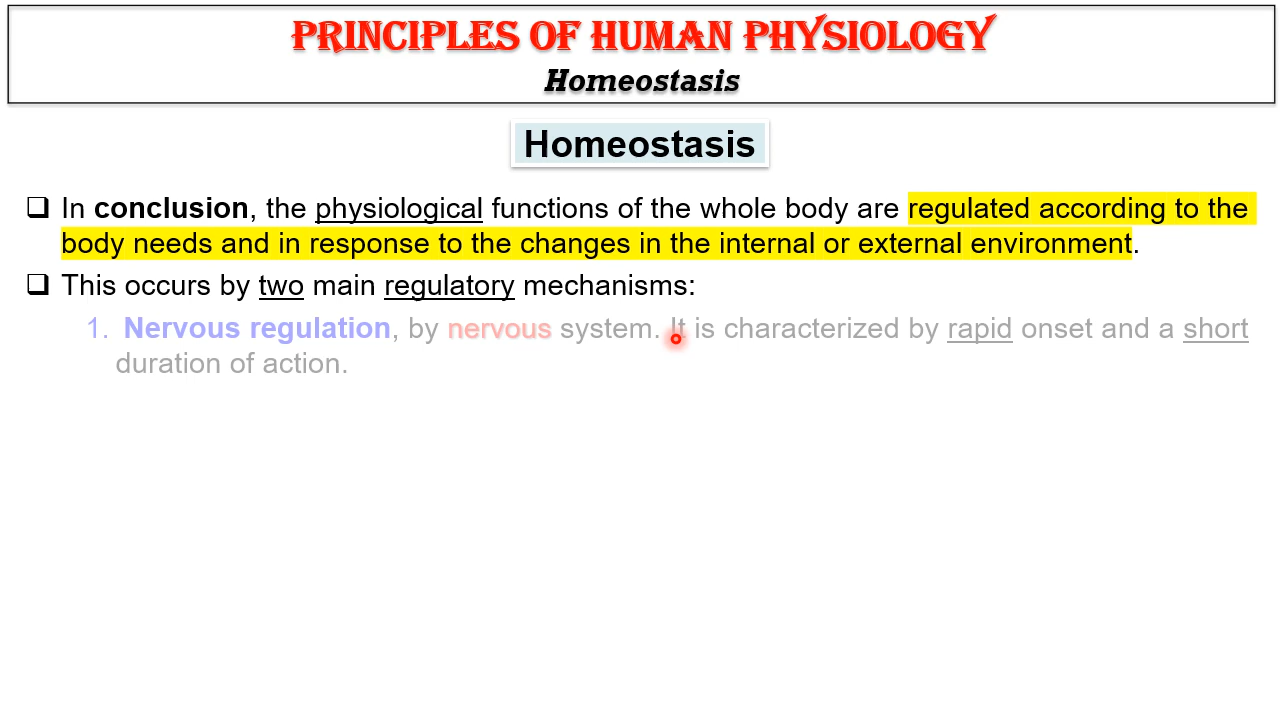 PRINCIPLES OF HUMAN PHYSIOLOGY
Homeostasis
Homeostasis
❑ In conclusion, the physiological functions of the whole body are regulated according to the
body needs and in response to the changes in the internal or external environment.
❑ This occurs by two main regulatory mechanisms:
1. Nervous regulation, by nervous system. It is characterized by rapid onset and a short
duration of action.